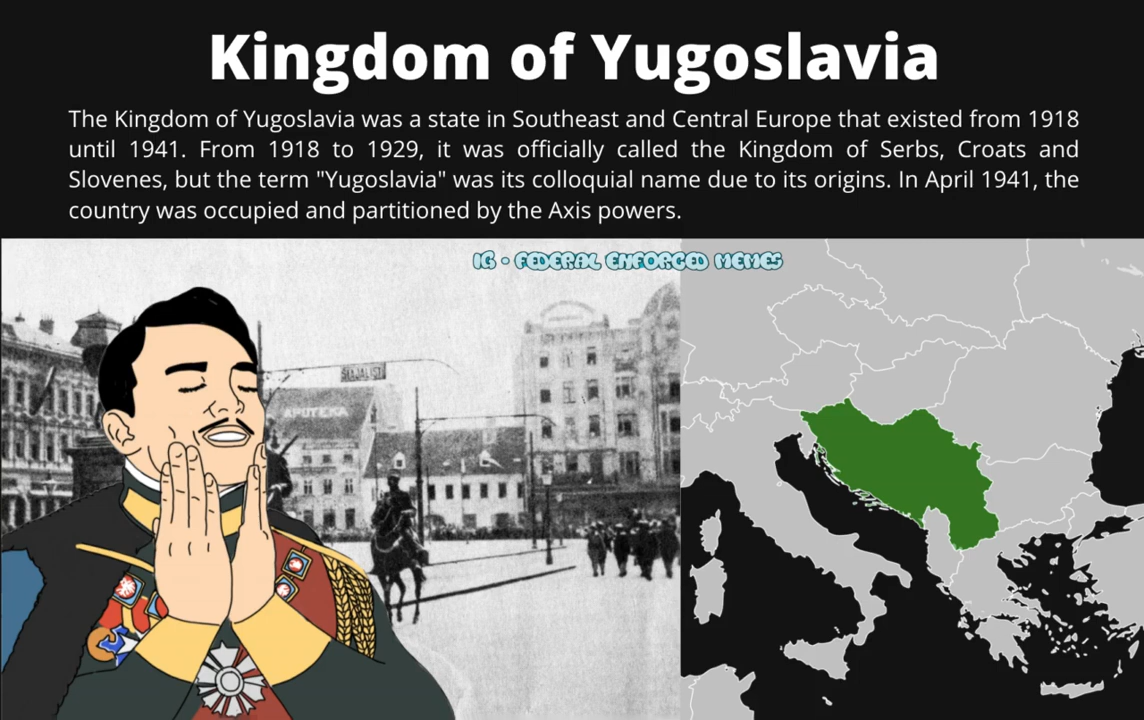 Kingdom of Yugoslavia
The Kingdom of Yugoslavia was a state in Southeast and Central Europe that existed from 1918
until 1941. From 1918 to 1929, it was officially called the Kingdom of Serbs, Croats and
Slovenes, but the term "Yugoslavia" was its colloquial name due to its origins. In April 1941, the
country was occupied and partitioned by the Axis powers.
IG - FEDERAL ENFORCED MEMES
STAJALIŠT
APUTEKA